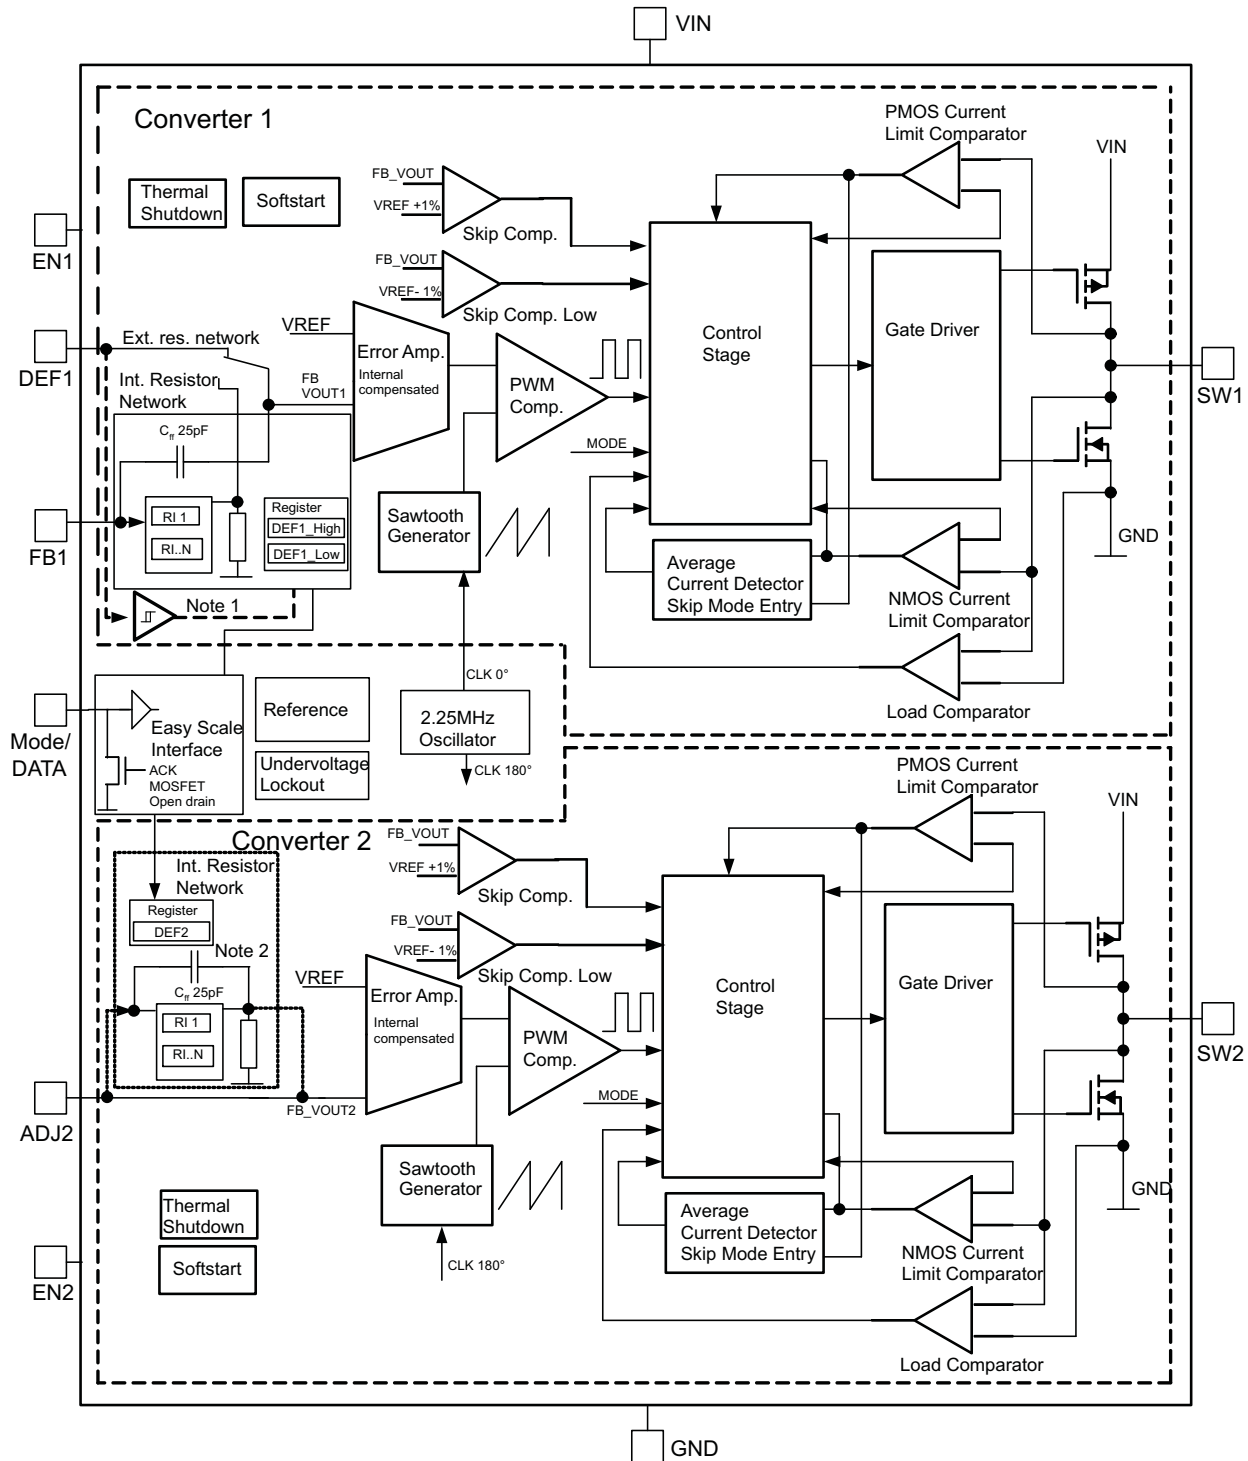 VIN
Converter 1
PMOS Current
Limit Comparator
VIN
Thermal
Shutdown
Softstart
FB_VOUT
VREF +1%
Skip Comp.
EN1
FB_VOUT
VREF- 1%
Skip Comp. Low
VREF
Control
Stage
Gate Driver
Ext. res. network
DEF1
Error Amp.
Internal
compensated
Int. Resistor
Network
FB
VOUT1
PWM
Comp.
SW1
Cff 25pF
MODE
RI 1
RI..N
Register
DEF1_High
DEF1_Low
FB1
Sawtooth
Generator
GND
Average
Current Detector
Skip Mode Entry
NMOS Current
Limit Comparator
Note 1
CLK 0°
Load Comparator
Mode/
DATA
Easy Scale
Interface
ACK
MOSFET
Open drain
Reference
Undervoltage
Lockout
2.25MHz
Oscillator
CLK 180°
PMOS Current
Limit Comparator
VIN
Converter 2
FB_VOUT
VREF +1%
Skip Comp.
Int. Resistor
Network
Register
DEF2
Note 2
FB_VOUT
VREF- 1%
Skip Comp. Low
VREF
Cff 25pF
RI 1
RI..N
Error Amp.
Internal
compensated
PWM
Comp.
Control
Stage
Gate Driver
SW2
MODE
ADJ2
FB_VOUT2
Sawtooth
Generator
GND
Thermal
Shutdown
Softstart
Average
Current Detector
Skip Mode Entry
NMOS Current
Limit Comparator
EN2
CLK 180°
Load Comparator
GND